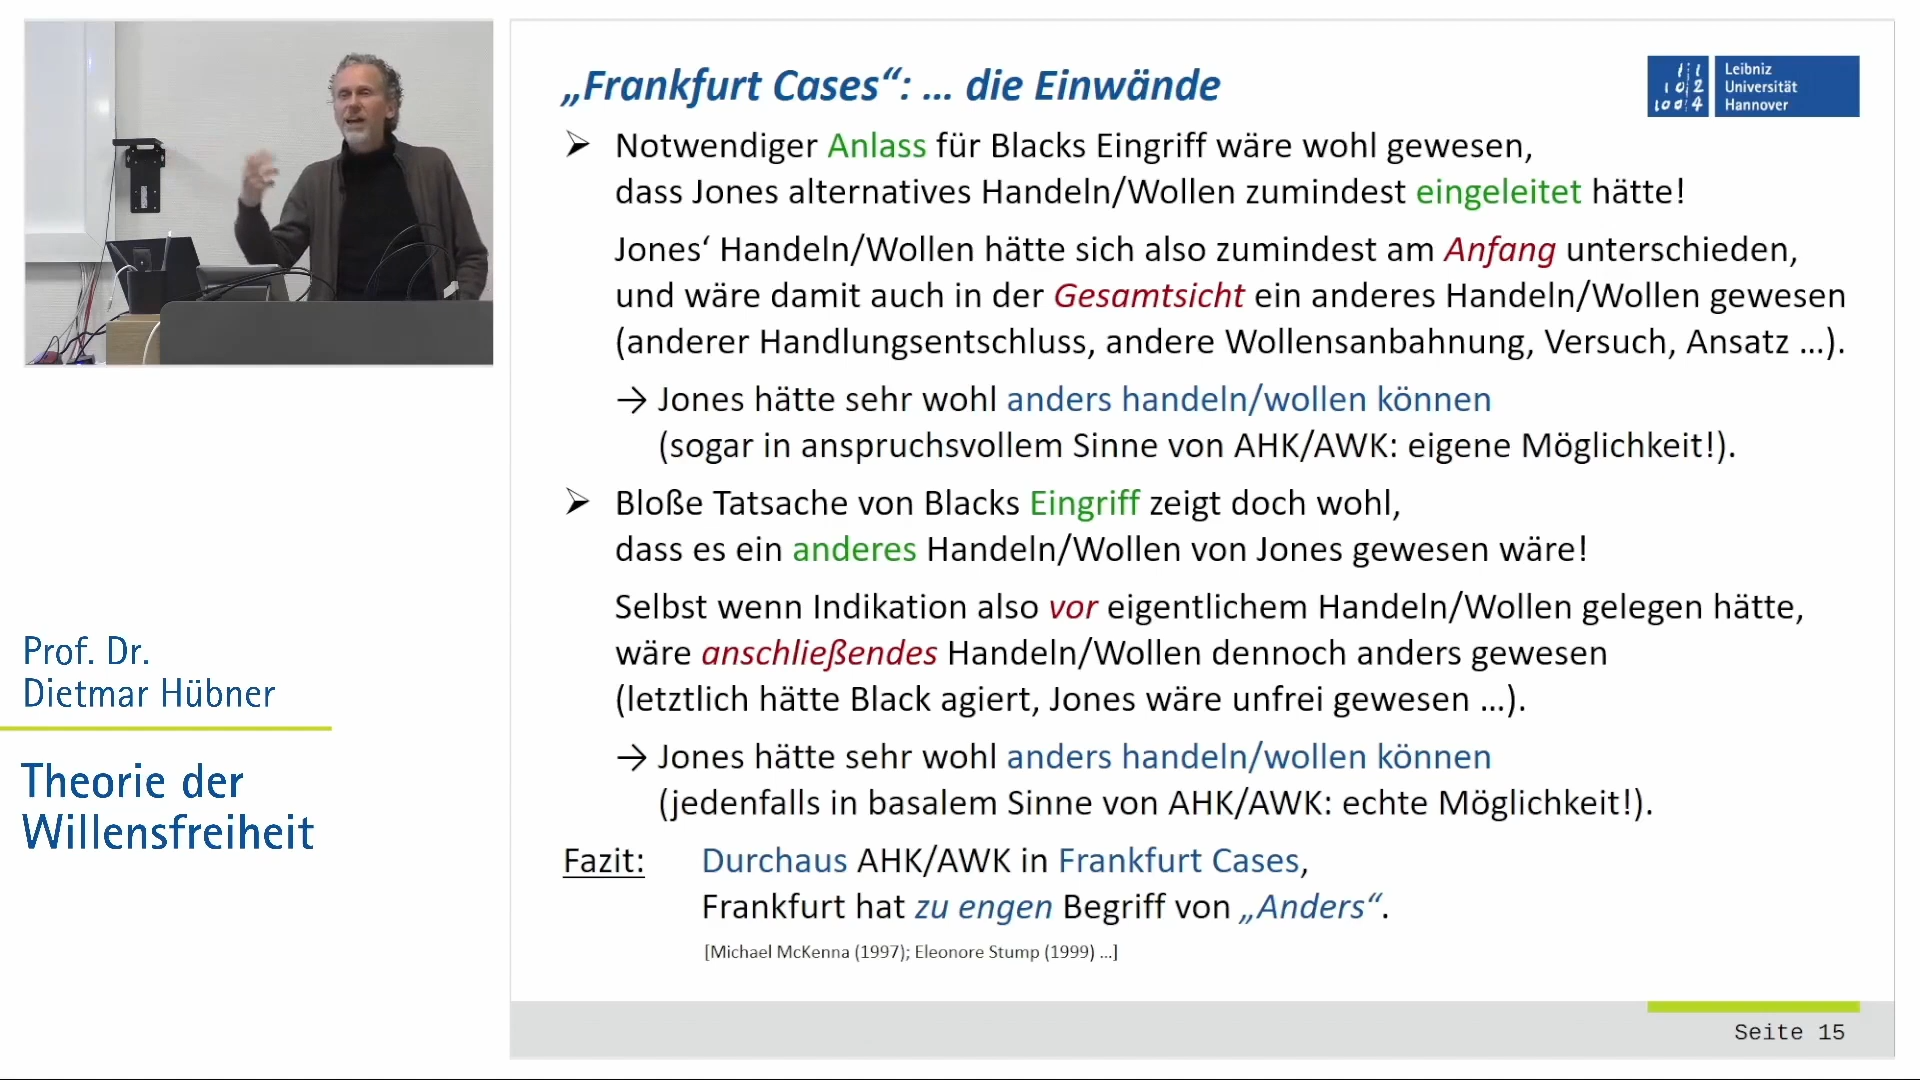 „Frankfurt Cases“: … die Einwände
Leibniz
Universität
Hannover
➢ Notwendiger Anlass für Blacks Eingriff wäre wohl gewesen,
dass Jones alternatives Handeln/Wollen zumindest eingeleitet hätte!
Jones‘ Handeln/Wollen hätte sich also zumindest am Anfang unterschieden,
und wäre damit auch in der Gesamtsicht ein anderes Handeln/Wollen gewesen
(anderer Handlungsentschluss, andere Wollensanbahnung, Versuch, Ansatz …).
→ Jones hätte sehr wohl anders handeln/wollen können
(sogar in anspruchsvollem Sinne von AHK/AWK: eigene Möglichkeit!).
➢ Bloße Tatsache von Blacks Eingriff zeigt doch wohl,
dass es ein anderes Handeln/Wollen von Jones gewesen wäre!
Selbst wenn Indikation also vor eigentlichem Handeln/Wollen gelegen hätte,
wäre anschließendes Handeln/Wollen dennoch anders gewesen
(letztlich hätte Black agiert, Jones wäre unfrei gewesen …).
→ Jones hätte sehr wohl anders handeln/wollen können
(jedenfalls in basalem Sinne von AHK/AWK: echte Möglichkeit!).
Fazit: Durchaus AHK/AWK in Frankfurt Cases,
Frankfurt hat zu engen Begriff von „Anders“.
[Michael McKenna (1997); Eleonore Stump (1999) …]
Seite 15
Prof. Dr.
Dietmar Hübner
Theorie der
Willensfreiheit